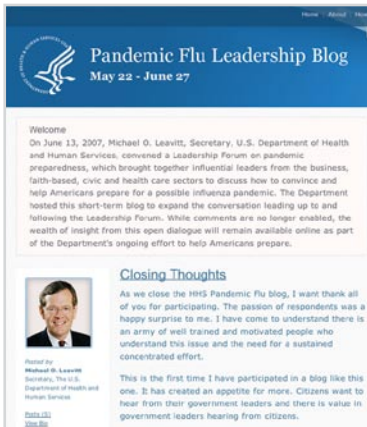 Home About
Pandemic Flu Leadership Blog
May 22 - June 27
Welcome
On June 13, 2007, Michael O. Leavitt, Secretary, U.S. Department of Health
and Human Services, convened a Leadership Forum on pandemic
preparedness, which brought together influential leaders from the business,
faith-based, civic and health care sectors to discuss how to convince and
help Americans prepare for a possible influenza pandemic. The Department
hosted this short-term blog to expand the conversation leading up to and
following the Leadership Forum. While comments are no longer enabled, the
wealth of insight from this open dialogue will remain available online as part
of the Department's ongoing effort to help Americans prepare.
Closing Thoughts
As we close the HHS Pandemic Flu blog, I want thank all
of you for participating. The passion of respondents was a
happy surprise to me. I have come to understand there is
an army of well trained and motivated people who
understand this issue and the need for a sustained
concentrated effort.
This is the first time I have participated in a blog like this
one. It has created an appetite for more. Citizens want to
hear from their government leaders and there is value in
government leaders hearing from citizens.
Posted by
Michael O. Leavitt
Secretary, The U.S.
Department of Health and
Human Services
Posts (5)
View Bio